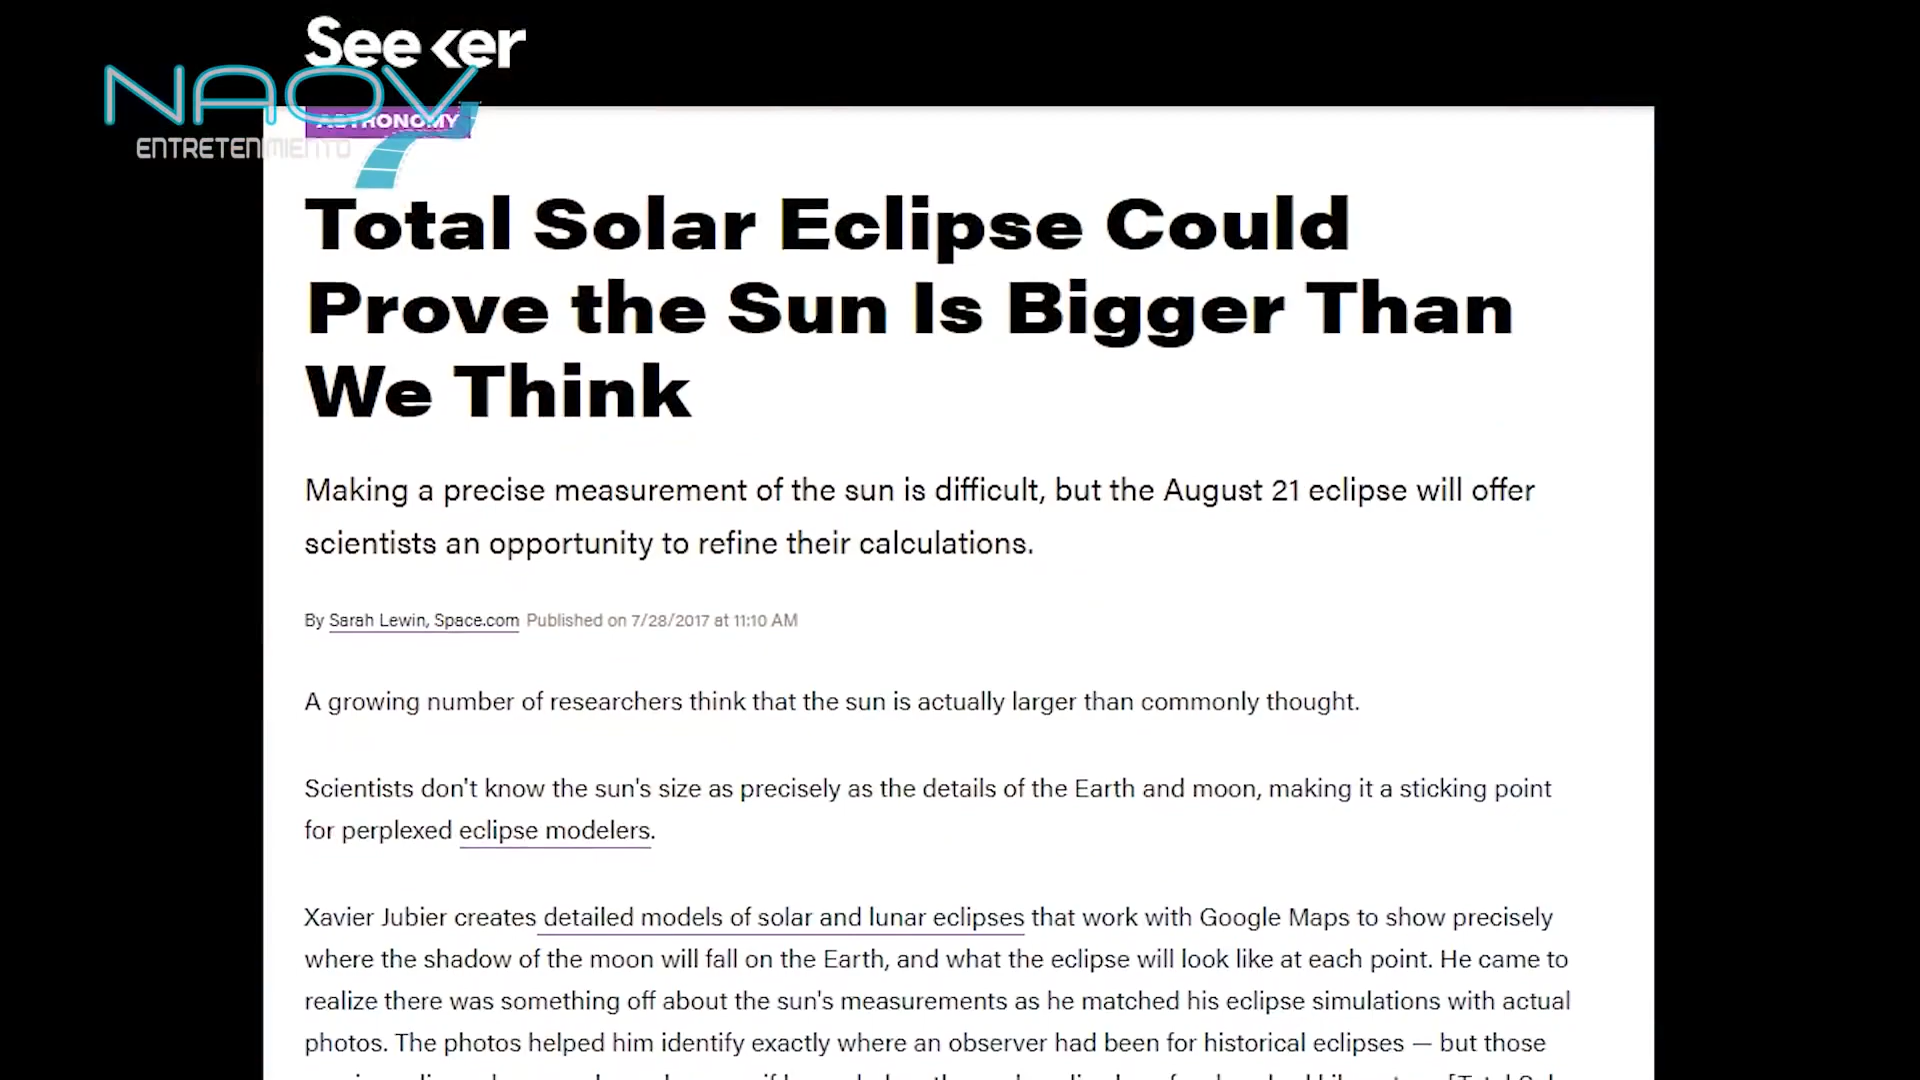 Seeker
NAOV
ENTRETENIMIENTO
ASTRONOMY
Total Solar Eclipse Could
Prove the Sun Is Bigger Than
We Think
Making a precise measurement of the sun is difficult, but the August 21 eclipse will offer
scientists an opportunity to refine their calculations.
By Sarah Lewin, Space.com Published on 7/28/2017 at 11:10 AM
A growing number of researchers think that the sun is actually larger than commonly thought.
Scientists don't know the sun's size as precisely as the details of the Earth and moon, making it a sticking point
for perplexed eclipse modelers.
Xavier Jubier creates detailed models of solar and lunar eclipses that work with Google Maps to show precisely
where the shadow of the moon will fall on the Earth, and what the eclipse will look like at each point. He came to
realize there was something off about the sun's measurements as he matched his eclipse simulations with actual
photos. The photos helped him identify exactly where an observer had been for historical eclipses — but those